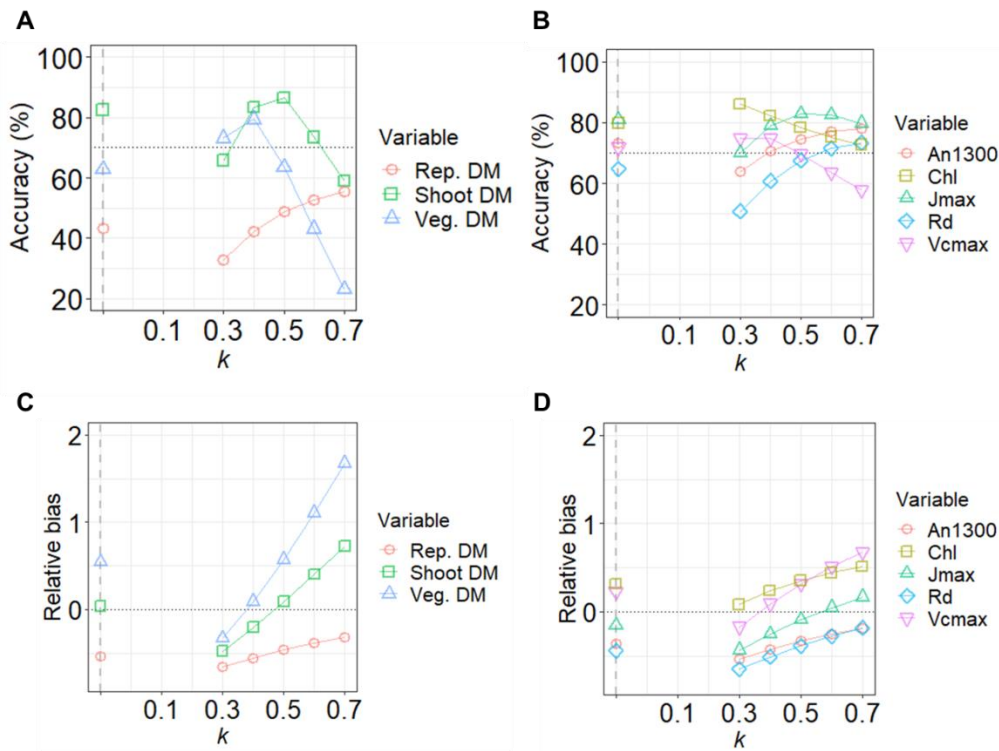 A
100
80
60
40
20
Accuracy (%)
0.1 0.3 0.5 0.7
k
Variable
Rep. DM
Shoot DM
Veg. DM
B
100
80
60
40
20
Accuracy (%)
0.1 0.3 0.5 0.7
k
Variable
An1300
Chl
Jmax
Rd
Vcmax
C
2
1
0
Relative bias
0.1 0.3 0.5 0.7
k
Variable
Rep. DM
Shoot DM
Veg. DM
D
2
1
0
Relative bias
0.1 0.3 0.5 0.7
k
Variable
An1300
Chl
Jmax
Rd
Vcmax